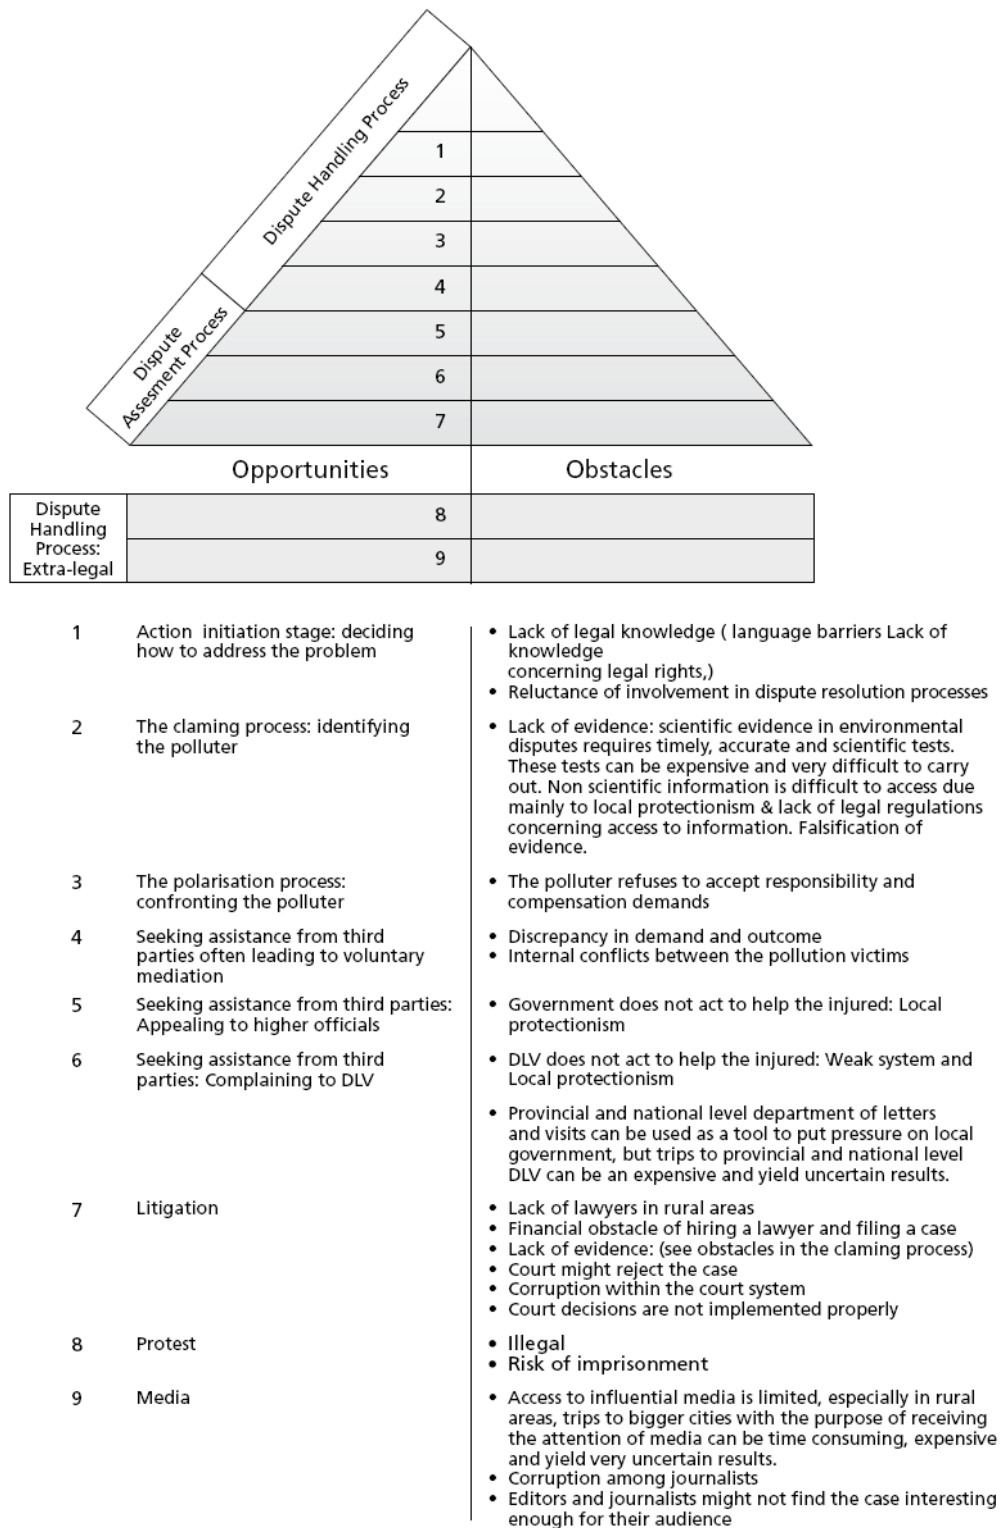 Dispute Handling Process
Dispute
Assesment Process
1
2
3
4
5
6
7
Opportunities
Obstacles
Dispute
Handling
Process:
Extra-legal
8
9
1
Action initiation stage: deciding
how to address the problem
• Lack of legal knowledge ( language barriers Lack of
knowledge
concerning legal rights,)
• Reluctance of involvement in dispute resolution processes
2
The claming process: identifying
the polluter
• Lack of evidence: scientific evidence in environmental
disputes requires timely, accurate and scientific tests.
These tests can be expensive and very difficult to carry
out. Non scientific information is difficult to access due
mainly to local protectionism & lack of legal regulations
concerning access to information. Falsification of
evidence.
3
The polarisation process:
confronting the polluter
• The polluter refuses to accept responsibility and
compensation demands
4
Seeking assistance from third
parties often leading to voluntary
mediation
• Discrepancy in demand and outcome
• Internal conflicts between the pollution victims
5
Seeking assistance from third parties:
Appealing to higher officials
• Government does not act to help the injured: Local
protectionism
6
Seeking assistance from third
parties: Complaining to DLV
• DLV does not act to help the injured: Weak system and
Local protectionism
• Provincial and national level department of letters
and visits can be used as a tool to put pressure on local
government, but trips to provincial and national level
DLV can be an expensive and yield uncertain results.
7
Litigation
• Lack of lawyers in rural areas
• Financial obstacle of hiring a lawyer and filing a case
• Lack of evidence: (see obstacles in the claming process)
• Court might reject the case
• Corruption within the court system
• Court decisions are not implemented properly
8
Protest
• Illegal
• Risk of imprisonment
9
Media
• Access to influential media is limited, especially in rural
areas, trips to bigger cities with the purpose of receiving
the attention of media can be time consuming, expensive
and yield very uncertain results.
• Corruption among journalists
• Editors and journalists might not find the case interesting
enough for their audience